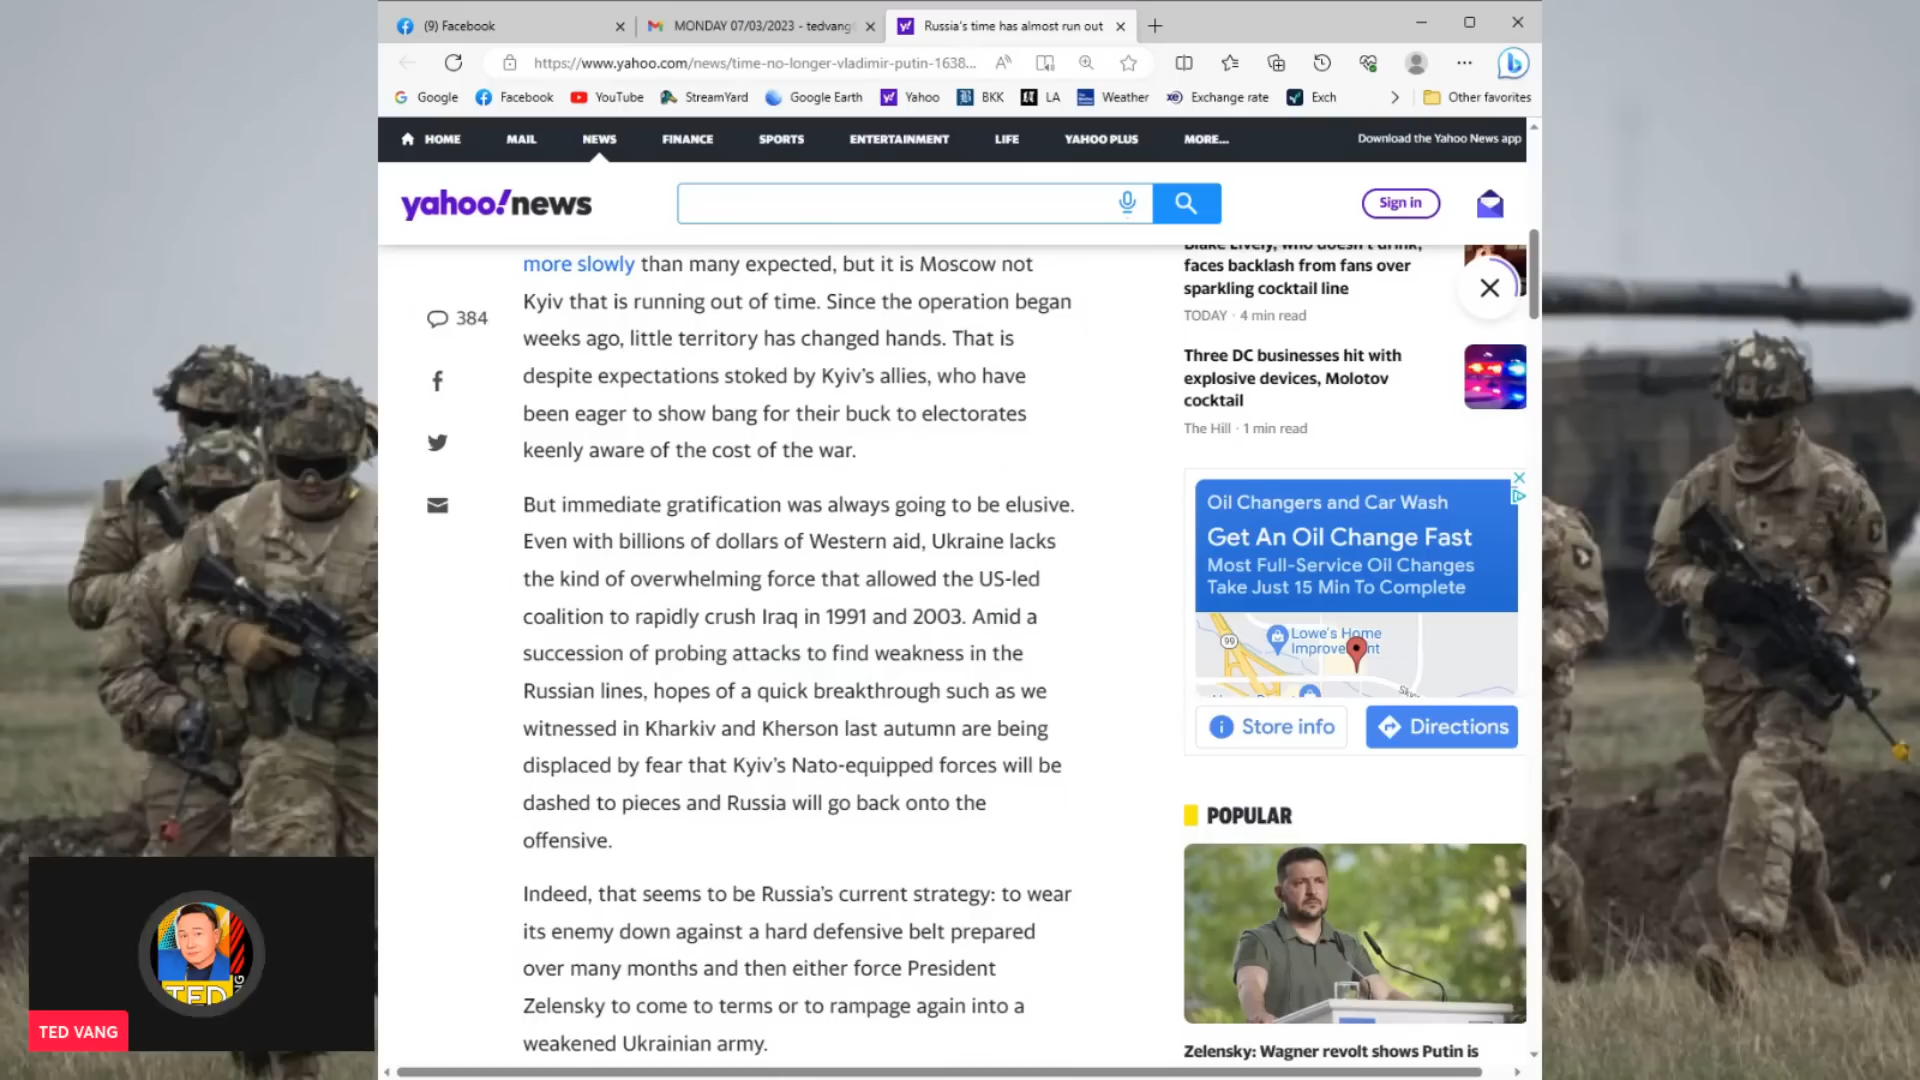 (9) Facebook
MONDAY 07/03/2023 - tedvang
Russia's time has almost run out
https://www.yahoo.com/news/time-no-longer-vladimir-putin-1638...
Google
Facebook
YouTube
StreamYard
Google Earth
Yahoo
BKK
LA
Weather
Exchange rate
Exch
Other favorites
HOME
MAIL
NEWS
FINANCE
SPORTS
ENTERTAINMENT
LIFE
YAHOO PLUS
MORE...
Download the Yahoo News app
yahoo!news
Sign in
384
more slowly than many expected, but it is Moscow not
Kyiv that is running out of time. Since the operation began
weeks ago, little territory has changed hands. That is
despite expectations stoked by Kyiv's allies, who have
been eager to show bang for their buck to electorates
keenly aware of the cost of the war.
But immediate gratification was always going to be elusive.
Even with billions of dollars of Western aid, Ukraine lacks
the kind of overwhelming force that allowed the US-led
coalition to rapidly crush Iraq in 1991 and 2003. Amid a
succession of probing attacks to find weakness in the
Russian lines, hopes of a quick breakthrough such as we
witnessed in Kharkiv and Kherson last autumn are being
displaced by fear that Kyiv's Nato-equipped forces will be
dashed to pieces and Russia will go back onto the
offensive.
Indeed, that seems to be Russia's current strategy: to wear
its enemy down against a hard defensive belt prepared
over many months and then either force President
Zelensky to come to terms or to rampage again into a
weakened Ukrainian army.
Blake Lively, who doesn't drink,
faces backlash from fans over
sparkling cocktail line
TODAY · 4 min read
Three DC businesses hit with
explosive devices, Molotov
cocktail
The Hill · 1 min read
Oil Changers and Car Wash
Get An Oil Change Fast
Most Full-Service Oil Changes
Take Just 15 Min To Complete
99
Lowe's Home
Improvement
Store info
Directions
POPULAR
Zelensky: Wagner revolt shows Putin is
TED
TED VANG